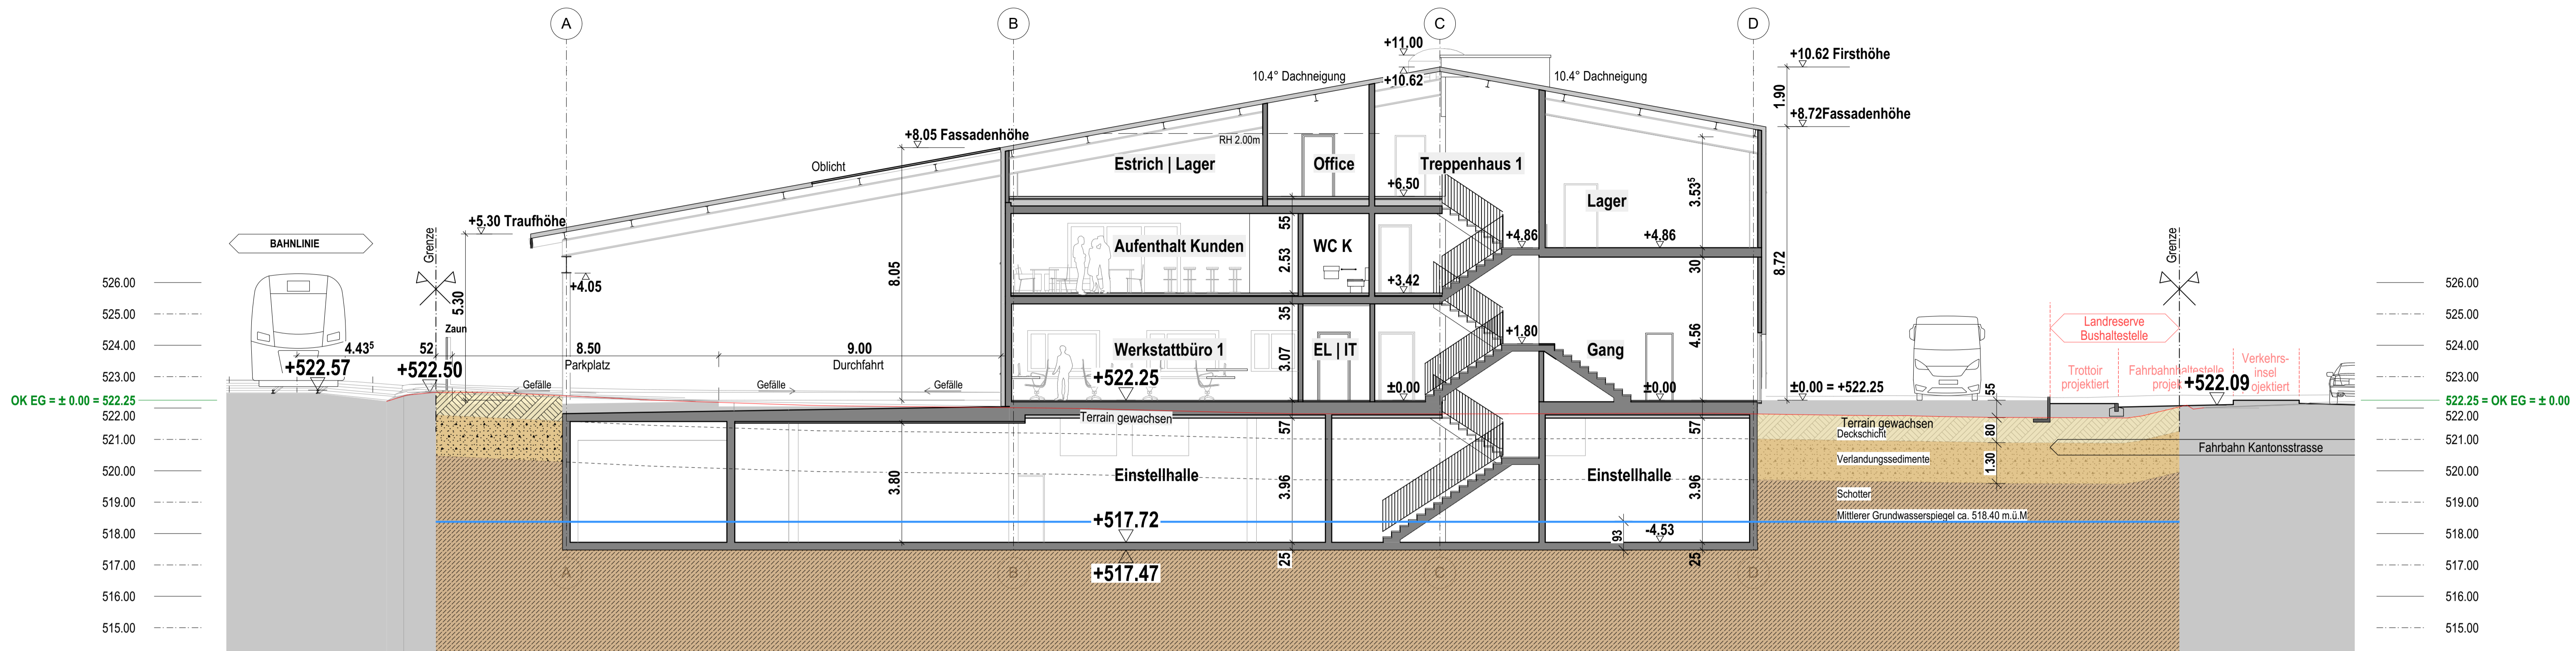 A
B
C
D
+11.00
+10.62
10.4° Dachneigung
10.4° Dachneigung
+10.62 Firsthöhe
1.90
+8.72Fassadenhöhe
+8.05 Fassadenhöhe
Oblicht
RH 2.00m
Estrich | Lager
Office
Treppenhaus 1
+6.50
Lager
3.53⁵
+5.30 Traufhöhe
BAHNLINIE
Grenze
5.30
+4.05
8.05
Aufenthalt Kunden
WC K
55
2.53
+3.42
+4.86
+4.86
30
8.72
Grenze
Landreserve
Bushaltestelle
Trottoir
projektiert
Fahrbahnhaltestelle
Verkehrs-
insel
Zaun
4.43⁵
52
8.50
Parkplatz
9.00
Durchfahrt
+522.57
+522.50
Gefälle
Gefälle
Gefälle
Werkstattbüro 1
+522.25
EL | IT
35
3.07
±0.00
+1.80
Gang
4.56
±0.00
±0.00 = +522.25
55
+522.09
OK EG = ± 0.00 = 522.25
522.25 = OK EG = ± 0.00
Terrain gewachsen
57
57
Terrain gewachsen
Deckschicht
80
Verlandungssedimente
1.30
Fahrbahn Kantonsstrasse
3.80
Einstellhalle
3.96
Einstellhalle
3.96
Schotter
Mittlerer Grundwasserspiegel ca. 518.40 m.ü.M
+517.72
93
-4.53
25
25
+517.47
A
B
C
D
526.00
525.00
524.00
523.00
522.00
521.00
520.00
519.00
518.00
517.00
516.00
515.00
526.00
525.00
524.00
523.00
522.00
521.00
520.00
519.00
518.00
517.00
516.00
515.00